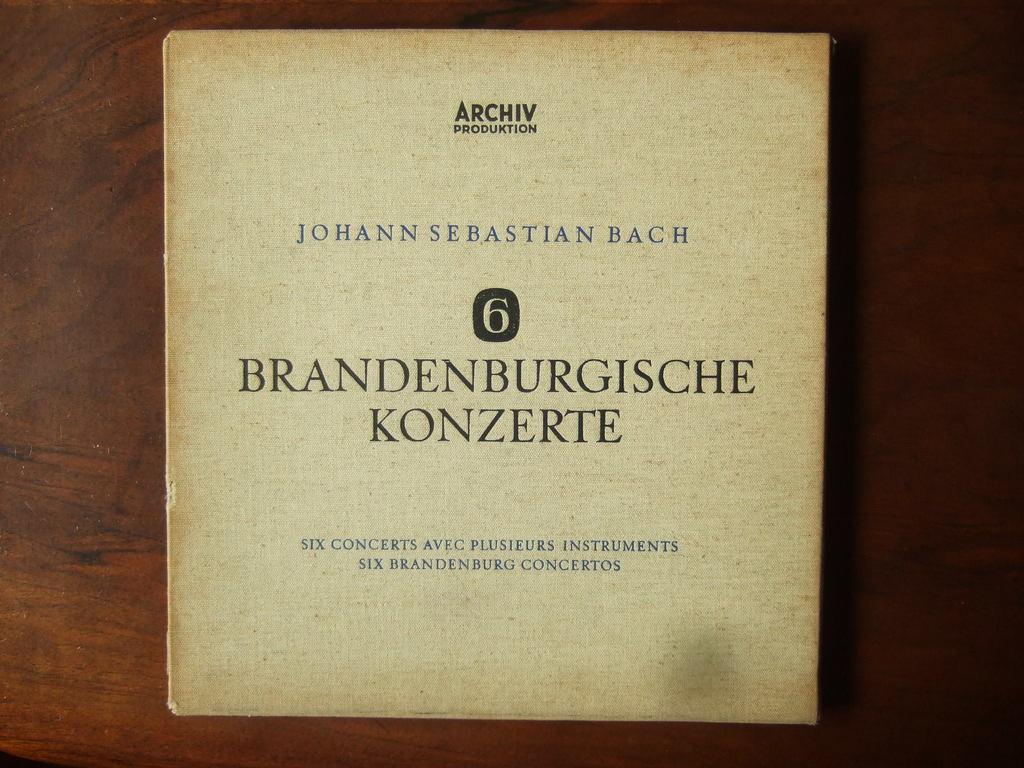 ARCHIV
PRODUKTION
JOHANN SEBASTIAN BACH
6
BRANDENBURGISCHE
KONZERTE
SIX CONCERTS AVEC PLUSIEURS INSTRUMENTS
SIX BRANDENBURG CONCERTOS